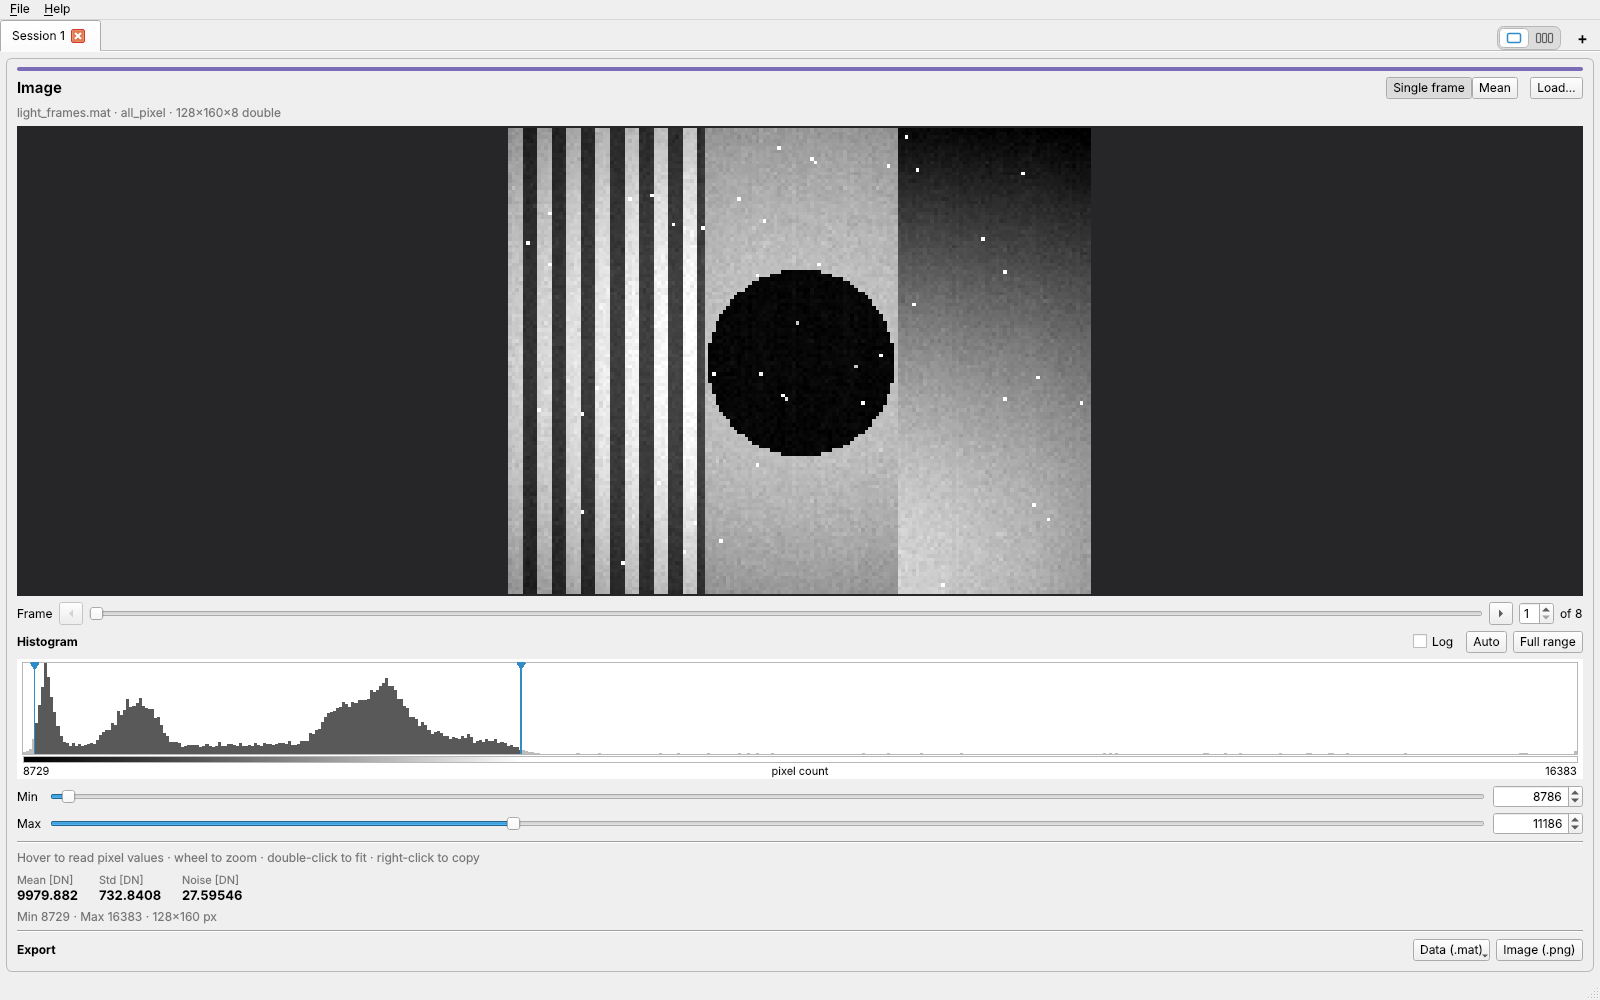 File Help
Session 1
+
Image
Single frame Mean Load...
light_frames.mat · all_pixel · 128×160×8 double
Frame 1 of 8
Histogram
Log Auto Full range
8729 pixel count 16383
Min 8786
Max 11186
Hover to read pixel values · wheel to zoom · double-click to fit · right-click to copy
Mean [DN] Std [DN] Noise [DN]
9979.882 732.8408 27.59546
Min 8729 · Max 16383 · 128×160 px
Export Data (.mat) Image (.png)